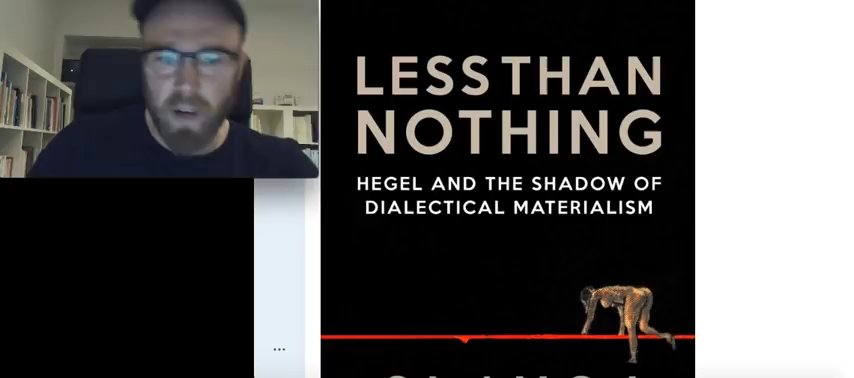 LESS THAN
NOTHING
HEGEL AND THE SHADOW OF
DIALECTICAL MATERIALISM
...